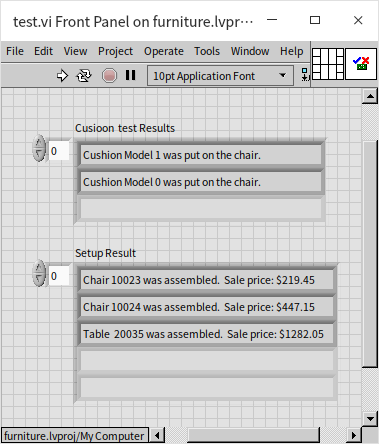 test.vi Front Panel on furniture.lvpr...
File Edit View Project Operate Tools Window Help
10pt Application Font
Cusioon test Results
0
Cushion Model 1 was put on the chair.
Cushion Model 0 was put on the chair.
Setup Result
0
Chair 10023 was assembled. Sale price: $219.45
Chair 10024 was assembled. Sale price: $447.15
Table 20035 was assembled. Sale price: $1282.05
furniture.lvproj/My Computer